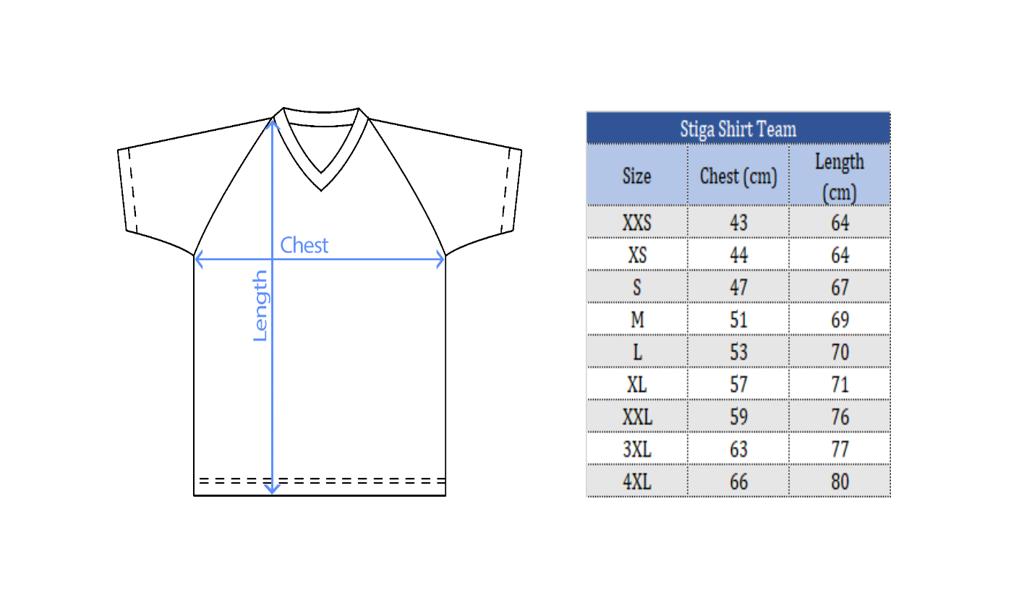 Chest
Length
Stiga Shirt Team
Size Chest (cm) Length
(cm)
XXS 43 64
XS 44 64
S 47 67
M 51 69
L 53 70
XL 57 71
XXL 59 76
3XL 63 77
4XL 66 80